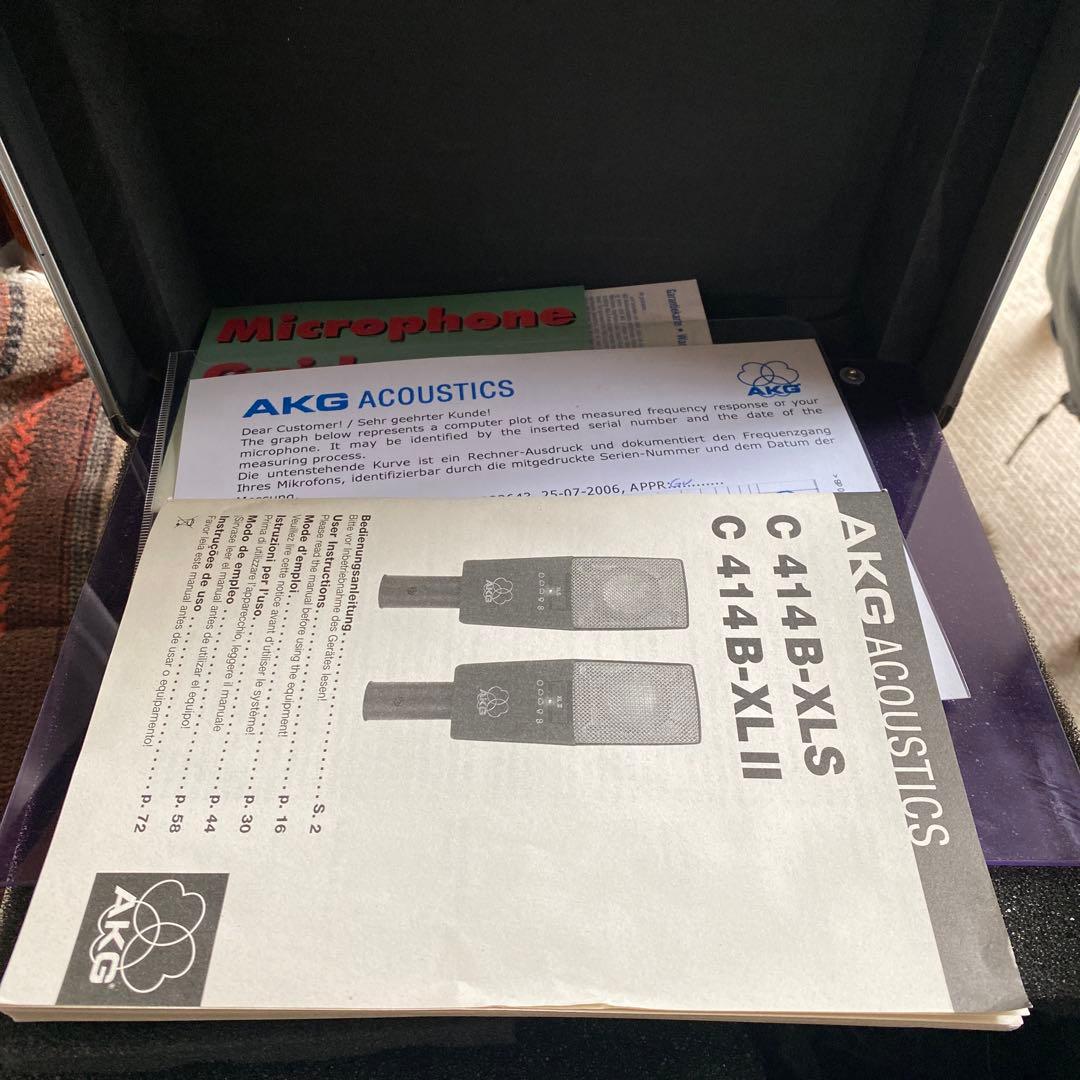 Microphone
Garantiekarte •
AKG ACOUSTICS
AKG
Dear Customer! / Sehr geehrter Kunde!
The graph below represents a computer plot of the measured frequency response of your
microphone. It may be identified by the inserted serial number and the date of the
measuring process.
Die untenstehende Kurve ist ein Rechner-Ausdruck und dokumentiert den Frequenzgang
Ihres Mikrofons, identifizierbar durch die mitgedruckte Serien-Nummer und dem Datum der
25-07-2006, APPR:
AKG ACOUSTICS
C 414B-XLS
C 414B-XL II
AKG
AKG
Bedienungsanleitung . . . . . . . . . . . . . . . S. 2
Bitte vor Inbetriebnahme des Gerätes lesen!
User Instructions . . . . . . . . . . . . . . . . . p. 16
Please read the manual before using the equipment!
Mode d'emploi . . . . . . . . . . . . . . . . . . . p. 30
Veuillez lire cette notice avant d'utiliser le système!
Istruzioni per l'uso . . . . . . . . . . . . . . . . p. 44
Prima di utilizzare l'apparecchio, leggere il manuale
Modo de empleo . . . . . . . . . . . . . . . . . . p. 58
¡Sírvase leer el manual antes de utilizar el equipo!
Instruções de uso . . . . . . . . . . . . . . . . . p. 72
Favor leia este manual antes de usar o equipamento!
AKG®